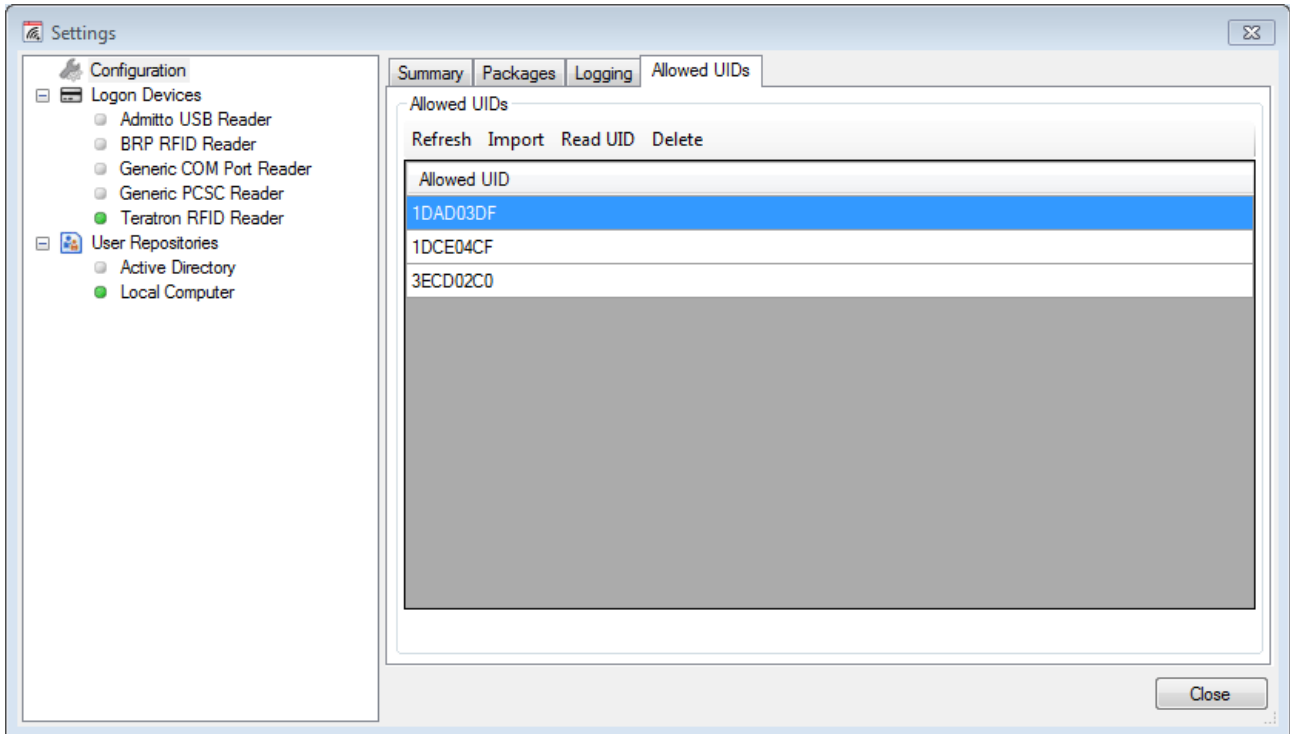 Settings
Configuration
Logon Devices
Admitto USB Reader
BRP RFID Reader
Generic COM Port Reader
Generic PCSC Reader
Teratron RFID Reader
User Repositories
Active Directory
Local Computer
Summary Packages Logging Allowed UIDs
Allowed UIDs
Refresh Import Read UID Delete
Allowed UID
1DAD03DF
1DCE04CF
3ECD02C0
Close